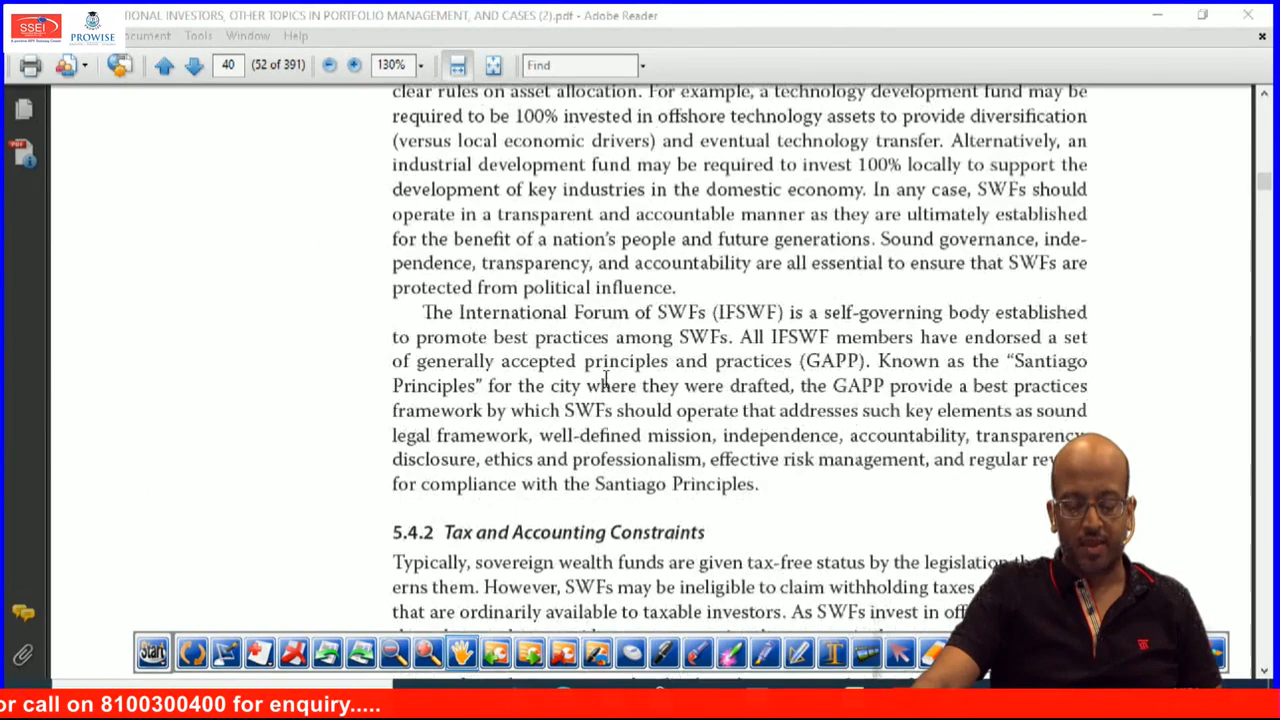 TIONAL INVESTORS, OTHER TOPICS IN PORTFOLIO MANAGEMENT, AND CASES (2).pdf - Adobe Reader
SSEI
PROWISE
ocument Tools Window Help
40 (52 of 391) 130% Find
clear rules on asset allocation. For example, a technology development fund may be
required to be 100% invested in offshore technology assets to provide diversification
(versus local economic drivers) and eventual technology transfer. Alternatively, an
industrial development fund may be required to invest 100% locally to support the
development of key industries in the domestic economy. In any case, SWFs should
operate in a transparent and accountable manner as they are ultimately established
for the benefit of a nation's people and future generations. Sound governance, inde-
pendence, transparency, and accountability are all essential to ensure that SWFs are
protected from political influence.
The International Forum of SWFs (IFSWF) is a self-governing body established
to promote best practices among SWFs. All IFSWF members have endorsed a set
of generally accepted principles and practices (GAPP). Known as the “Santiago
Principles” for the city where they were drafted, the GAPP provide a best practices
framework by which SWFs should operate that addresses such key elements as sound
legal framework, well-defined mission, independence, accountability, transparency
disclosure, ethics and professionalism, effective risk management, and regular rev
for compliance with the Santiago Principles.
5.4.2 Tax and Accounting Constraints
Typically, sovereign wealth funds are given tax-free status by the legislation th
erns them. However, SWFs may be ineligible to claim withholding taxes
that are ordinarily available to taxable investors. As SWFs invest in off
Start
or call on 8100300400 for enquiry.....